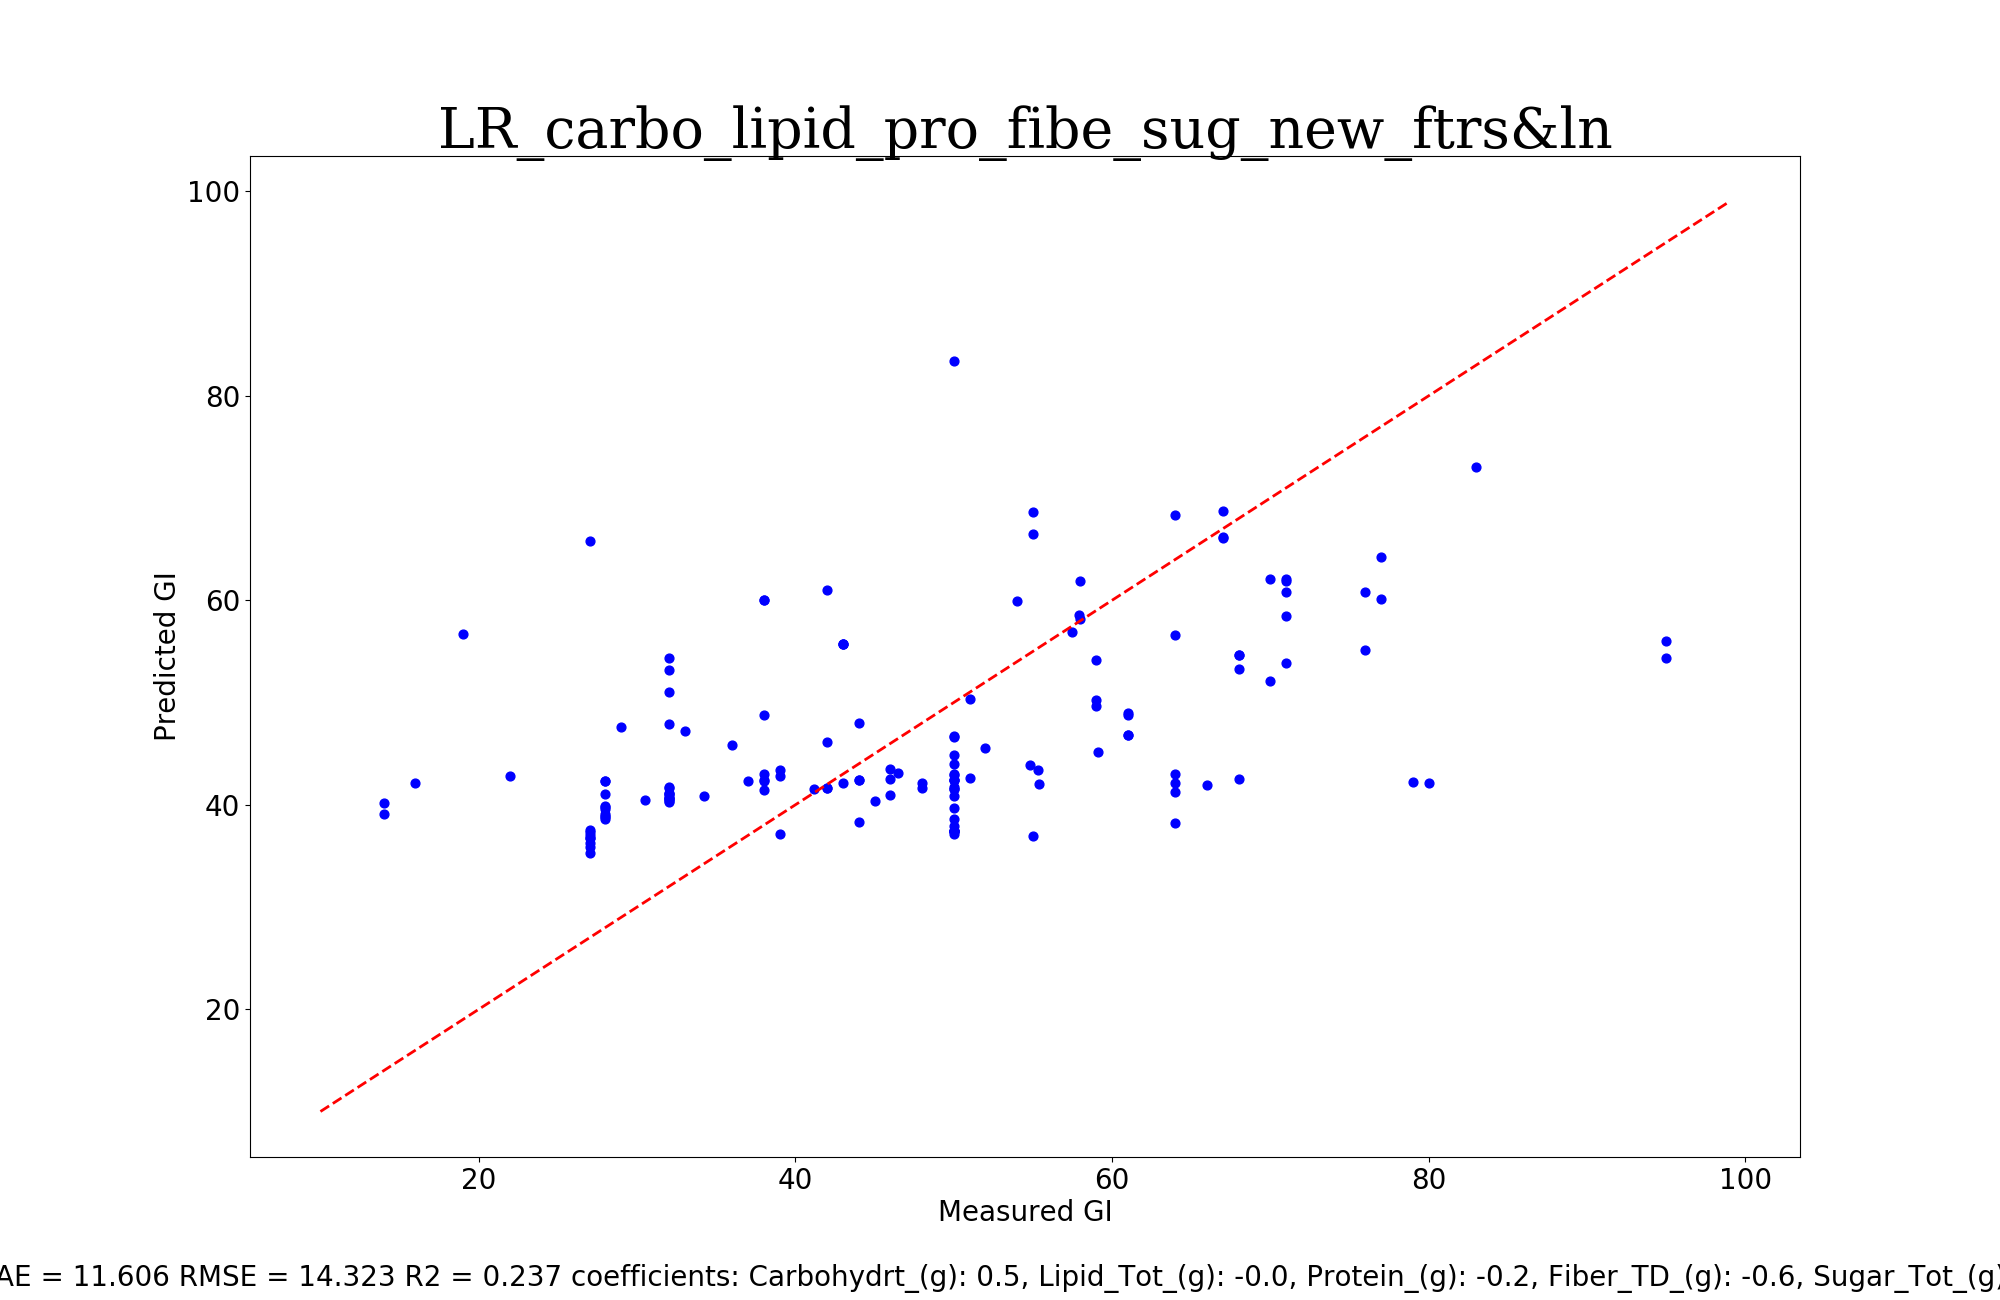 LR_carbo_lipid_pro_fibe_sug_new_ftrs&ln
100
80
60
40
20
Predicted GI
20 40 60 80 100
Measured GI
AE = 11.606 RMSE = 14.323 R2 = 0.237 coefficients: Carbohydrt_(g): 0.5, Lipid_Tot_(g): -0.0, Protein_(g): -0.2, Fiber_TD_(g): -0.6, Sugar_Tot_(g)